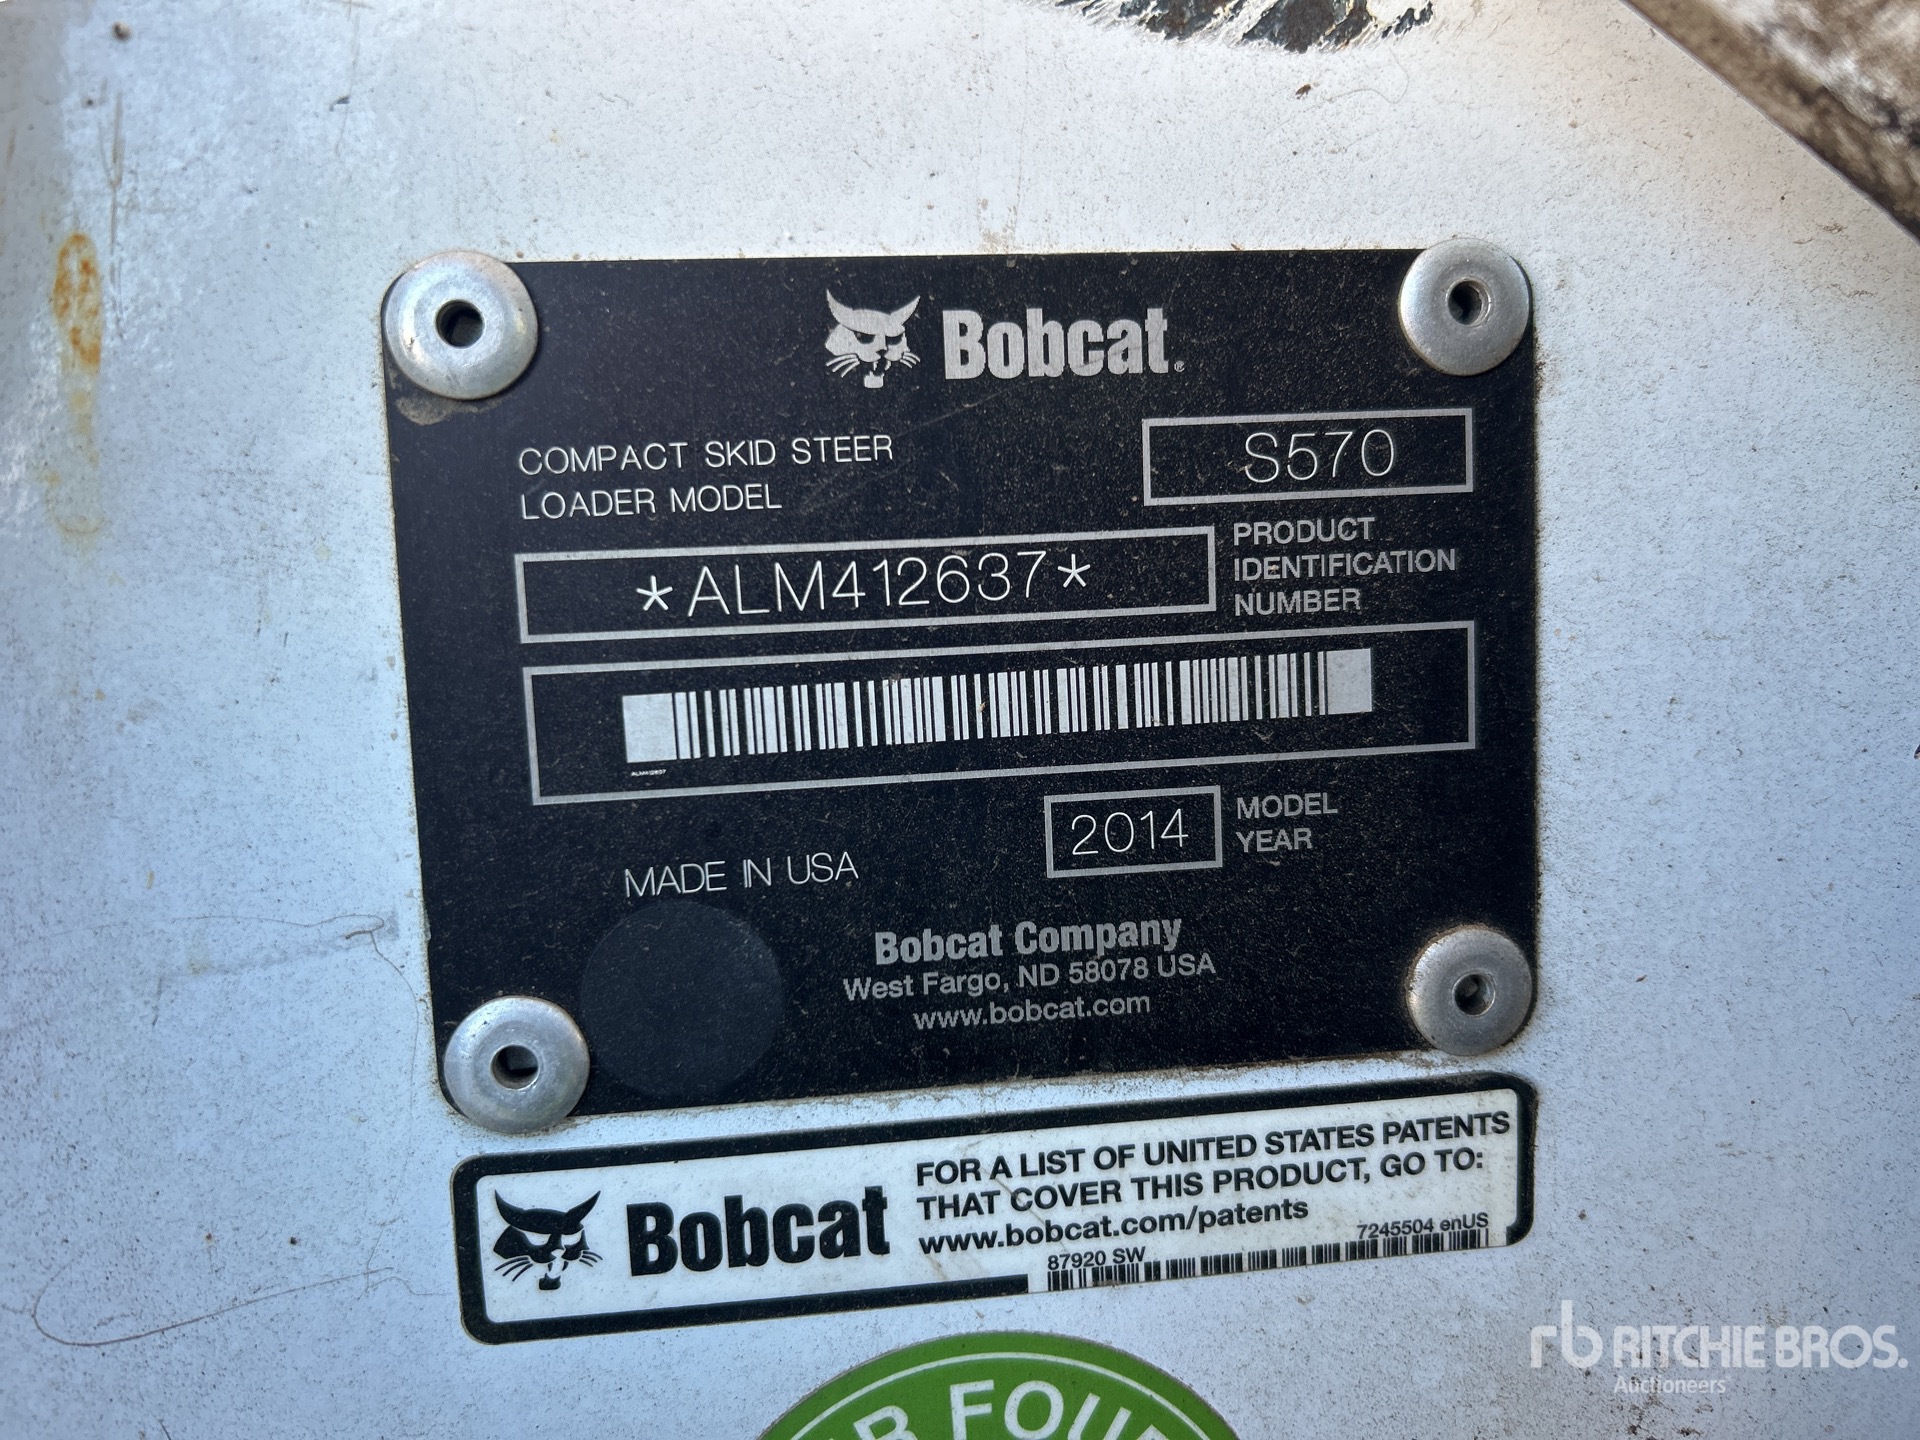 Bobcat®
COMPACT SKID STEER
LOADER MODEL
S570
*ALM412637*
PRODUCT
IDENTIFICATION
NUMBER
ALM412637
2014
MODEL
YEAR
MADE IN USA
Bobcat Company
West Fargo, ND 58078 USA
www.bobcat.com
Bobcat
FOR A LIST OF UNITED STATES PATENTS
THAT COVER THIS PRODUCT, GO TO:
www.bobcat.com/patents
87920 SW
7245504 enUS
rb RITCHIE BROS.
Auctioneers